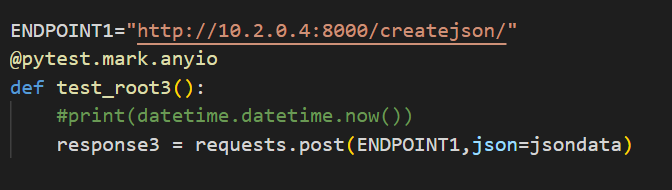 ENDPOINT1="http://10.2.0.4:8000/createjson/"
@pytest.mark.anyio
def test_root3():
    #print(datetime.datetime.now())
    response3 = requests.post(ENDPOINT1,json=jsondata)